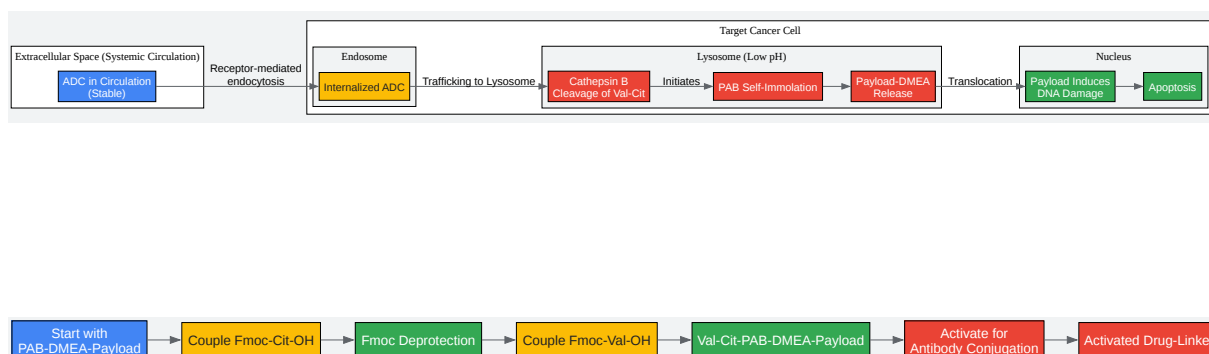 Target Cancer Cell
Extracellular Space (Systemic Circulation)
ADC in Circulation
(Stable)
Receptor-mediated
endocytosis
Endosome
Internalized ADC
Trafficking to Lysosome
Lysosome (Low pH)
Cathepsin B
Cleavage of Val-Cit
Initiates
PAB Self-Immolation
Payload-DMEA
Release
Translocation
Nucleus
Payload Induces
DNA Damage
Apoptosis
Start with
PAB-DMEA-Payload
Couple Fmoc-Cit-OH
Fmoc Deprotection
Couple Fmoc-Val-OH
Val-Cit-PAB-DMEA-Payload
Activate for
Antibody Conjugation
Activated Drug-Linke